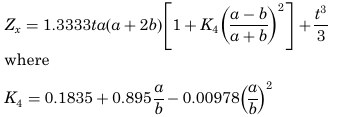 Z_x = 1.3333ta(a + 2b)[1 + K_4((a − b)/(a + b))^2] + t^3/3
where
K_4 = 0.1835 + 0.895 a/b − 0.00978(a/b)^2